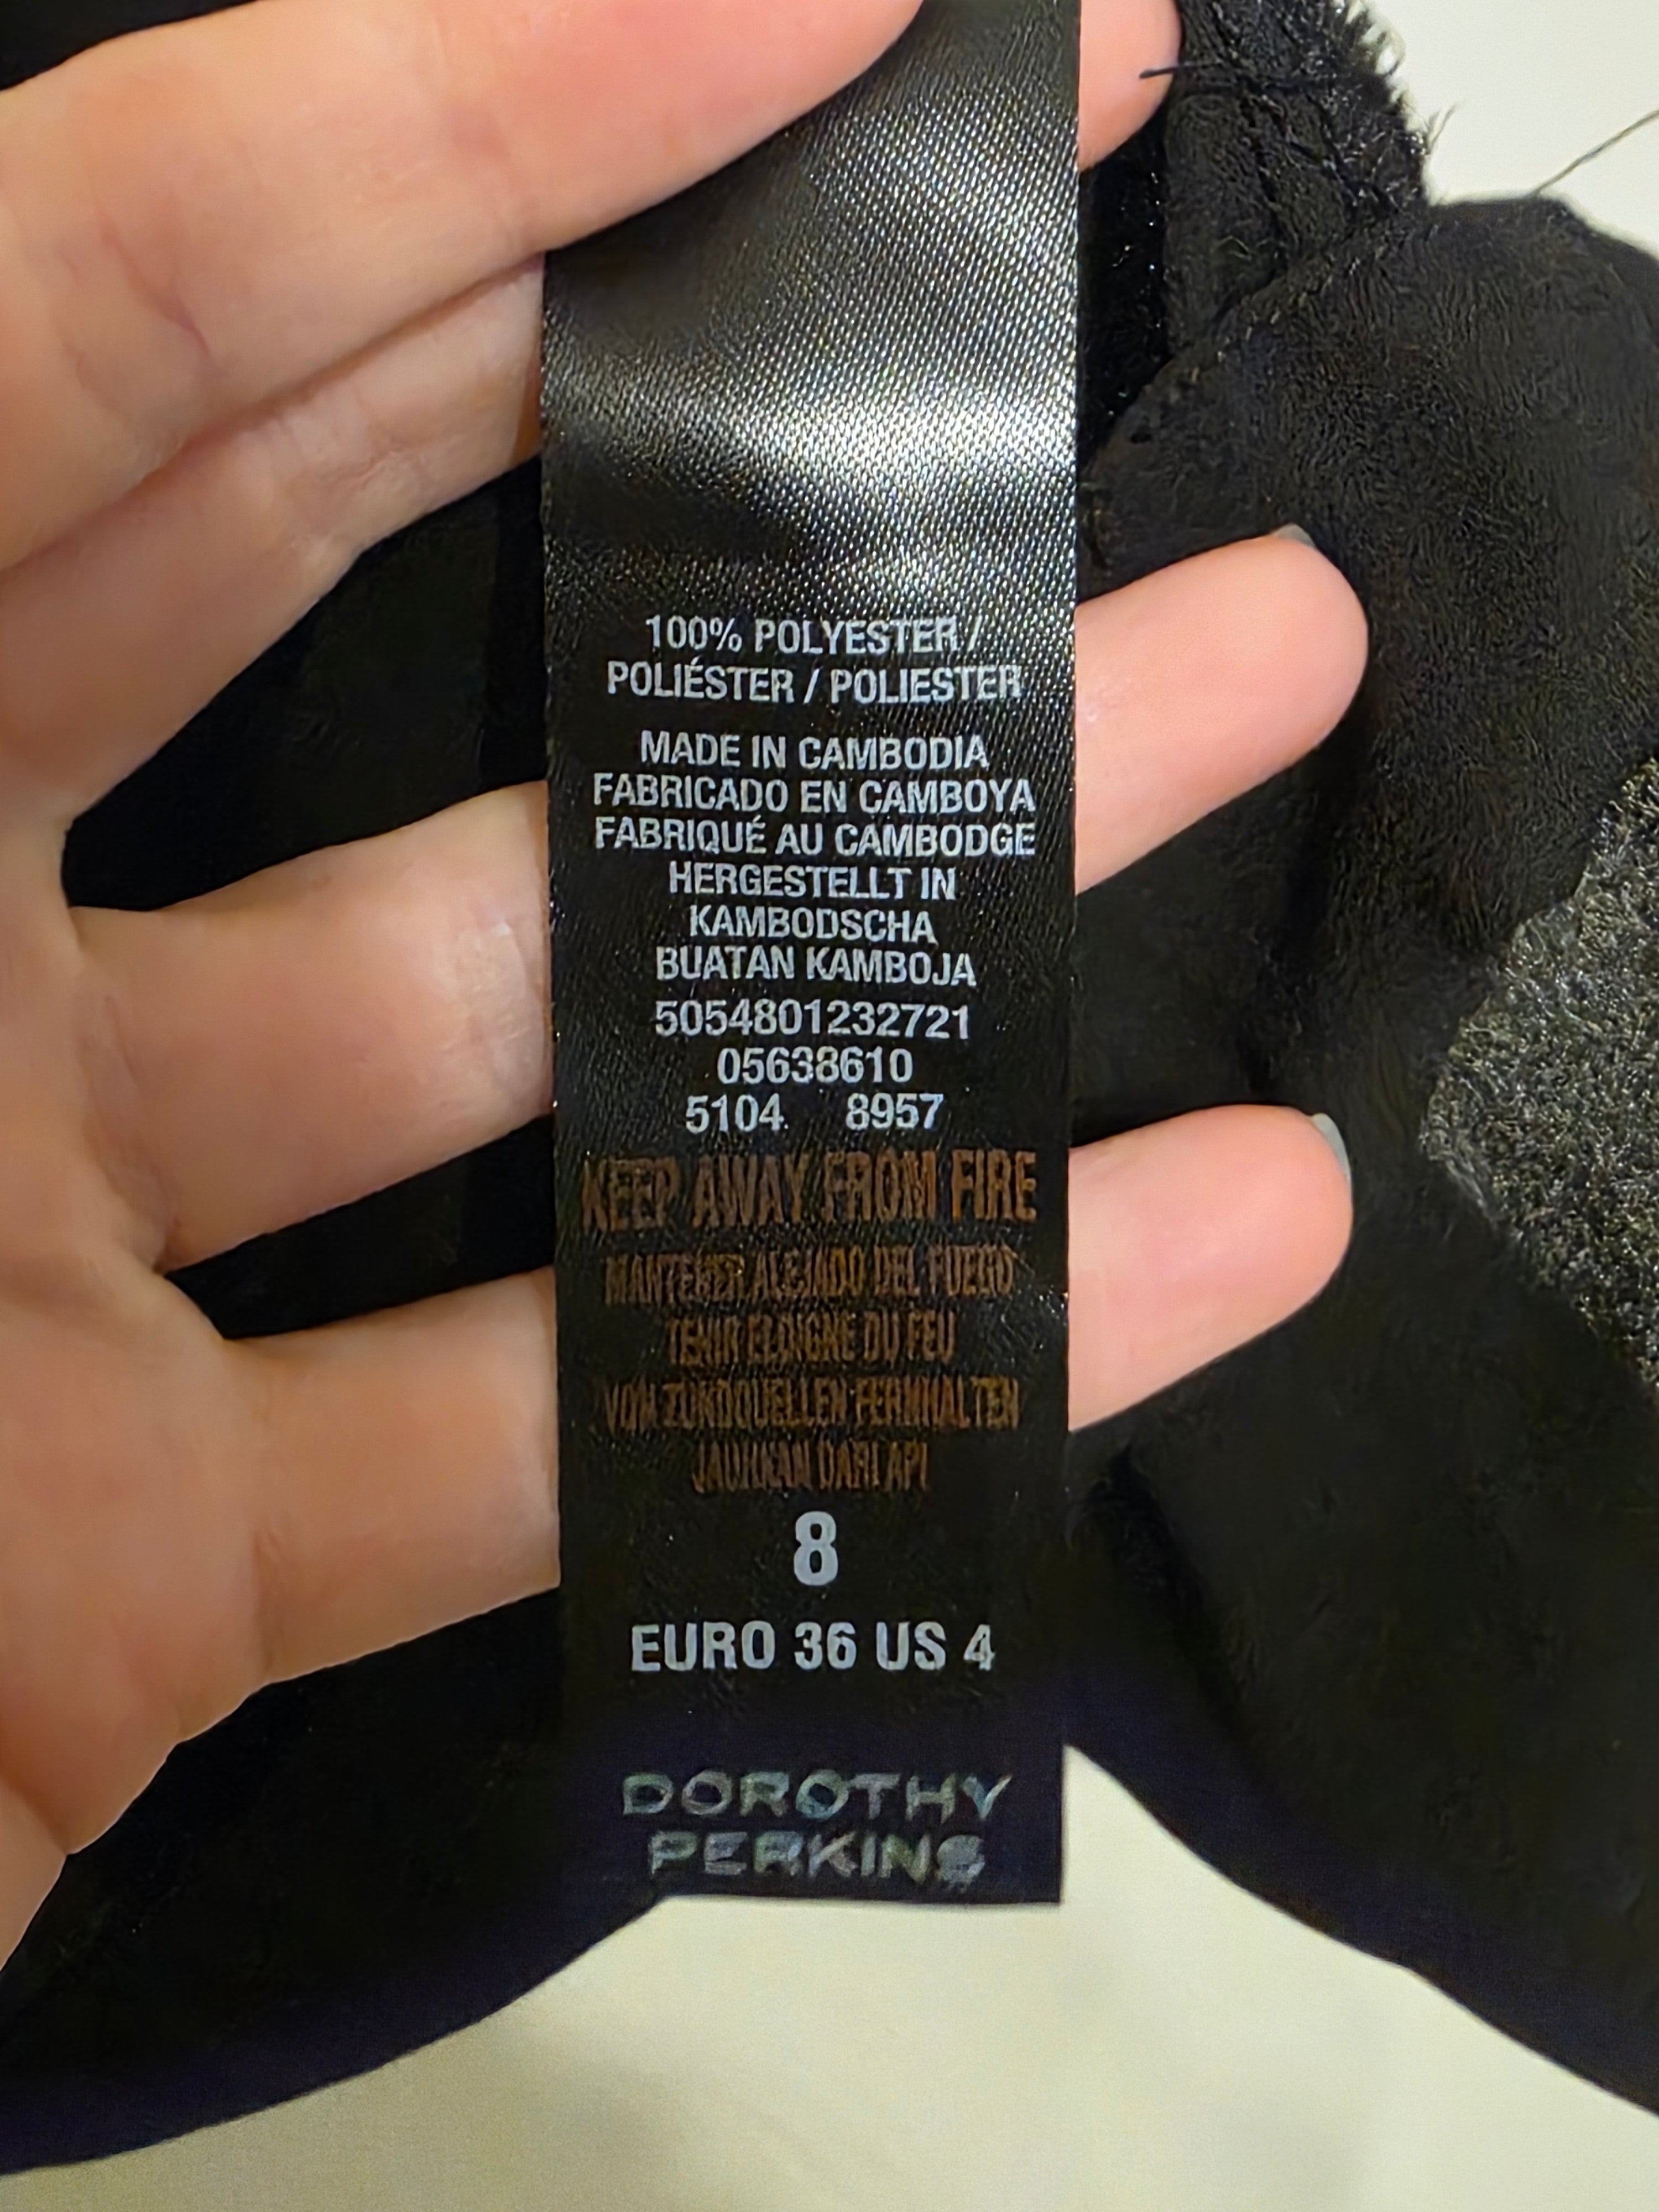 100% POLYESTER /
POLIÉSTER / POLIESTER
MADE IN CAMBODIA
FABRICADO EN CAMBOYA
FABRIQUÉ AU CAMBODGE
HERGESTELLT IN
KAMBODSCHA
BUATAN KAMBOJA
5054801232721
05638610
5104 8957
KEEP AWAY FROM FIRE
MANTENER ALEJADO DEL FUEGO
TENIR ELOIGNE DU FEU
VON ZUNDQUELLEN FERNHALTEN
JAUHKAN DARI API
8
EURO 36 US 4
DOROTHY
PERKINS